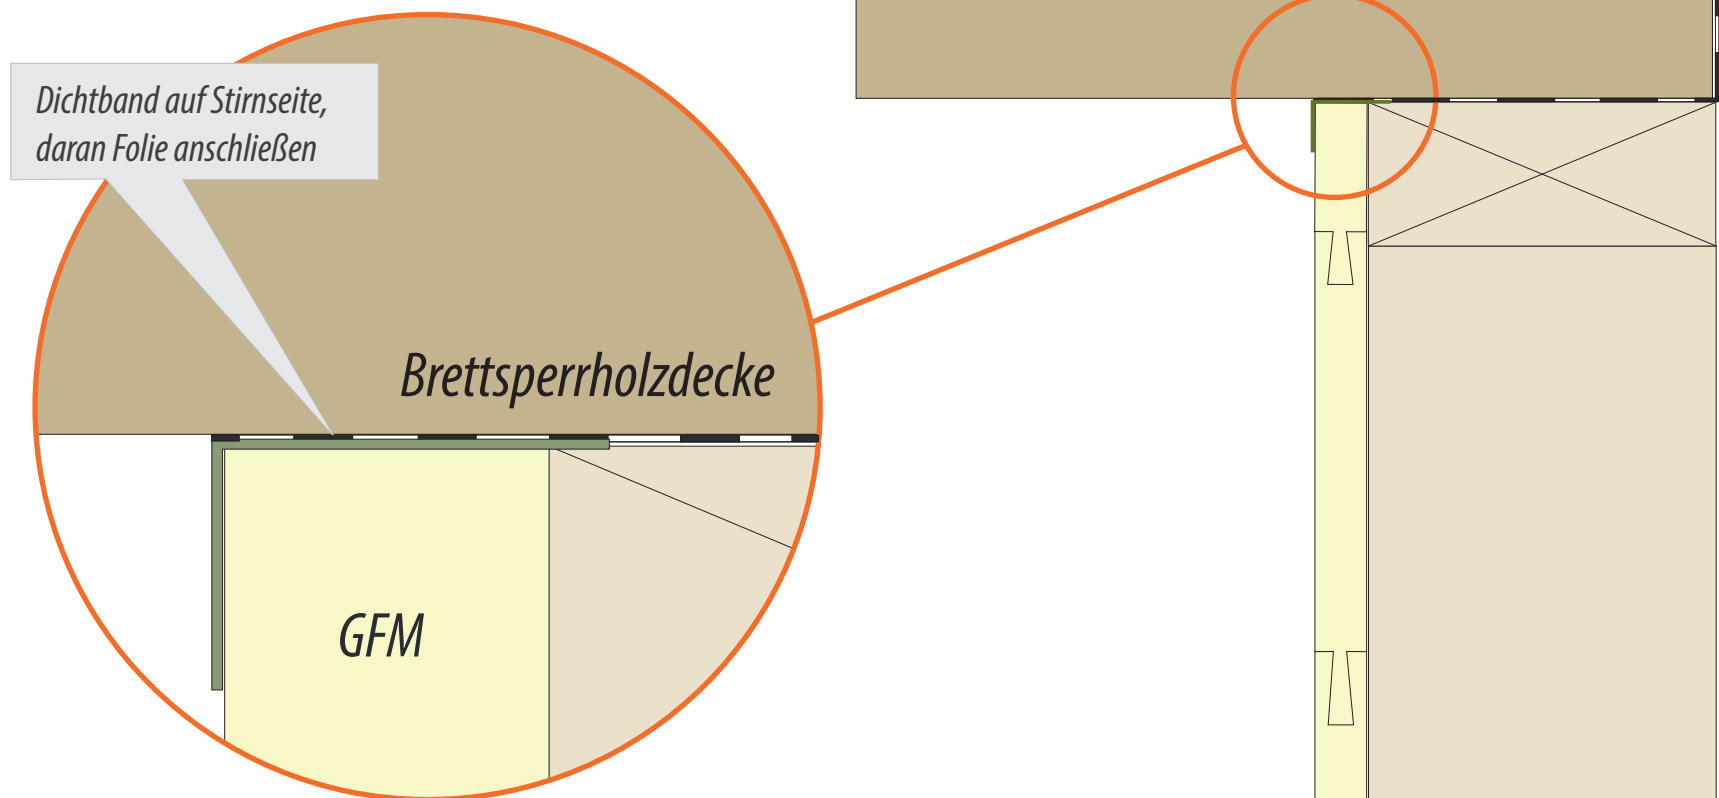 Dichtband auf Stirnseite,
daran Folie anschließen
Brettsperrholzdecke
GFM